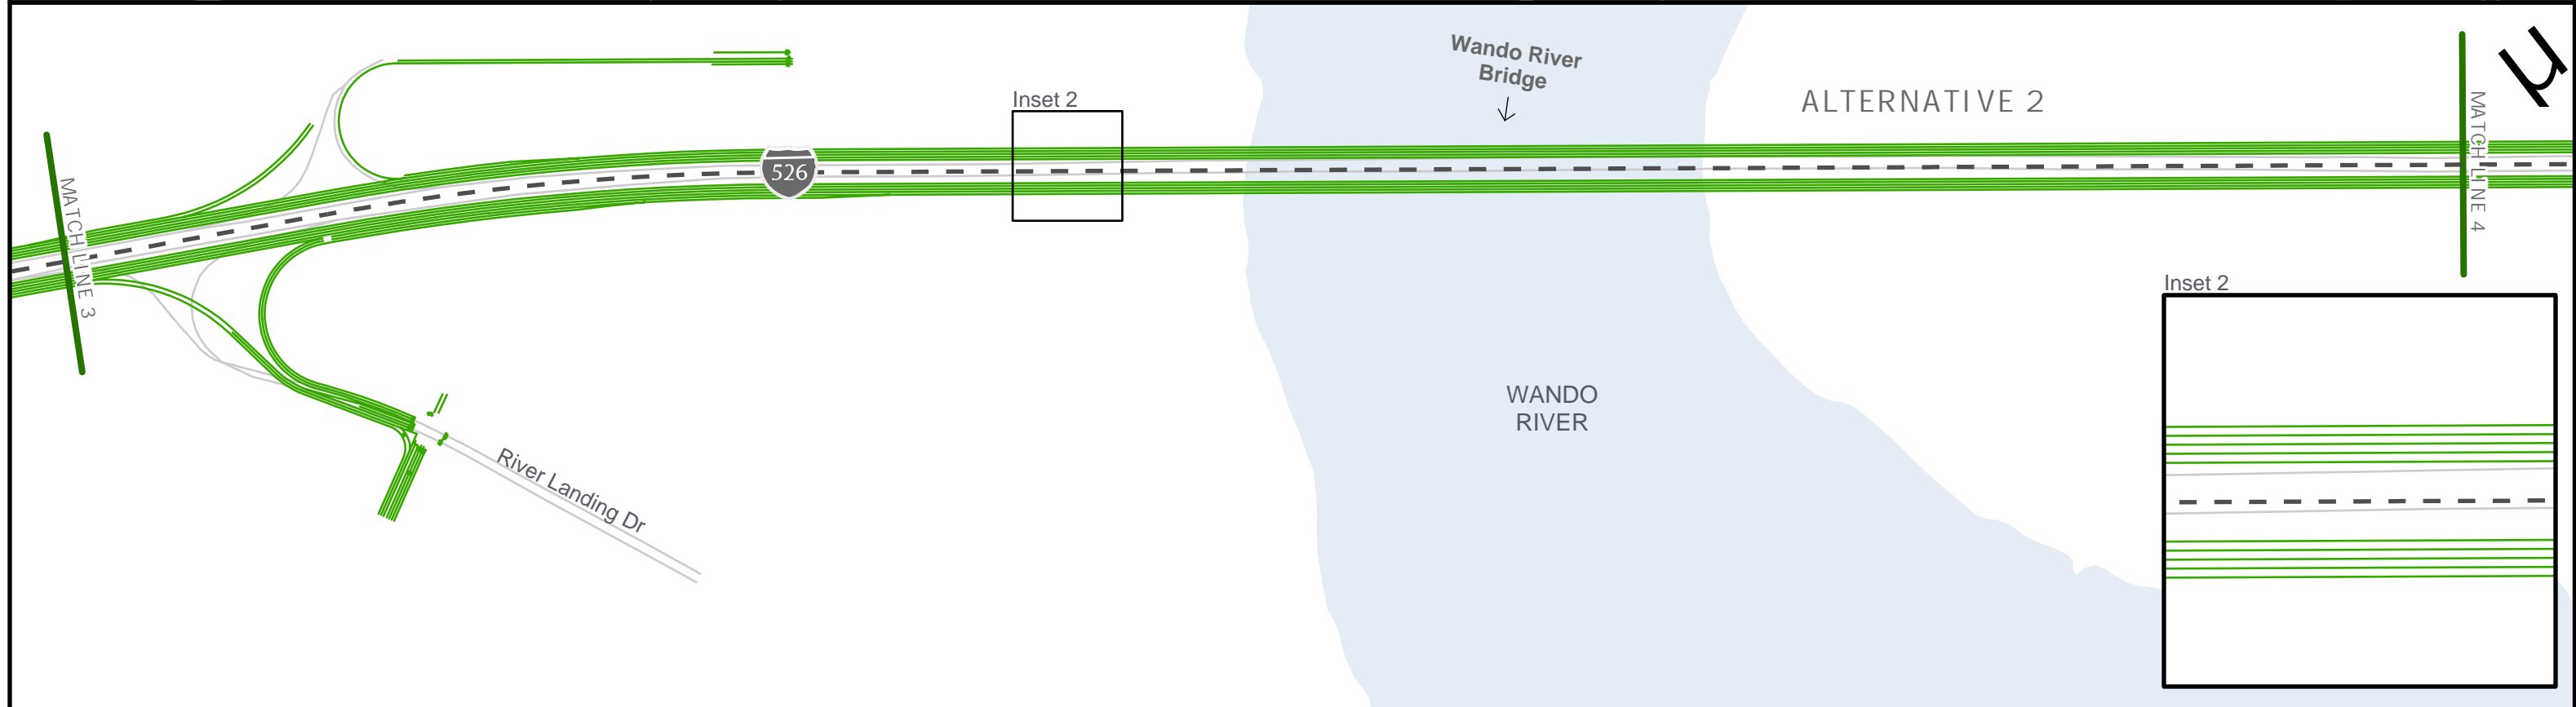 Wando River
Bridge
ALTERNATIVE 2
μ
Inset 2
MATCH LINE 4
526
MATCH LINE 3
Inset 2
WANDO
RIVER
River Landing Dr